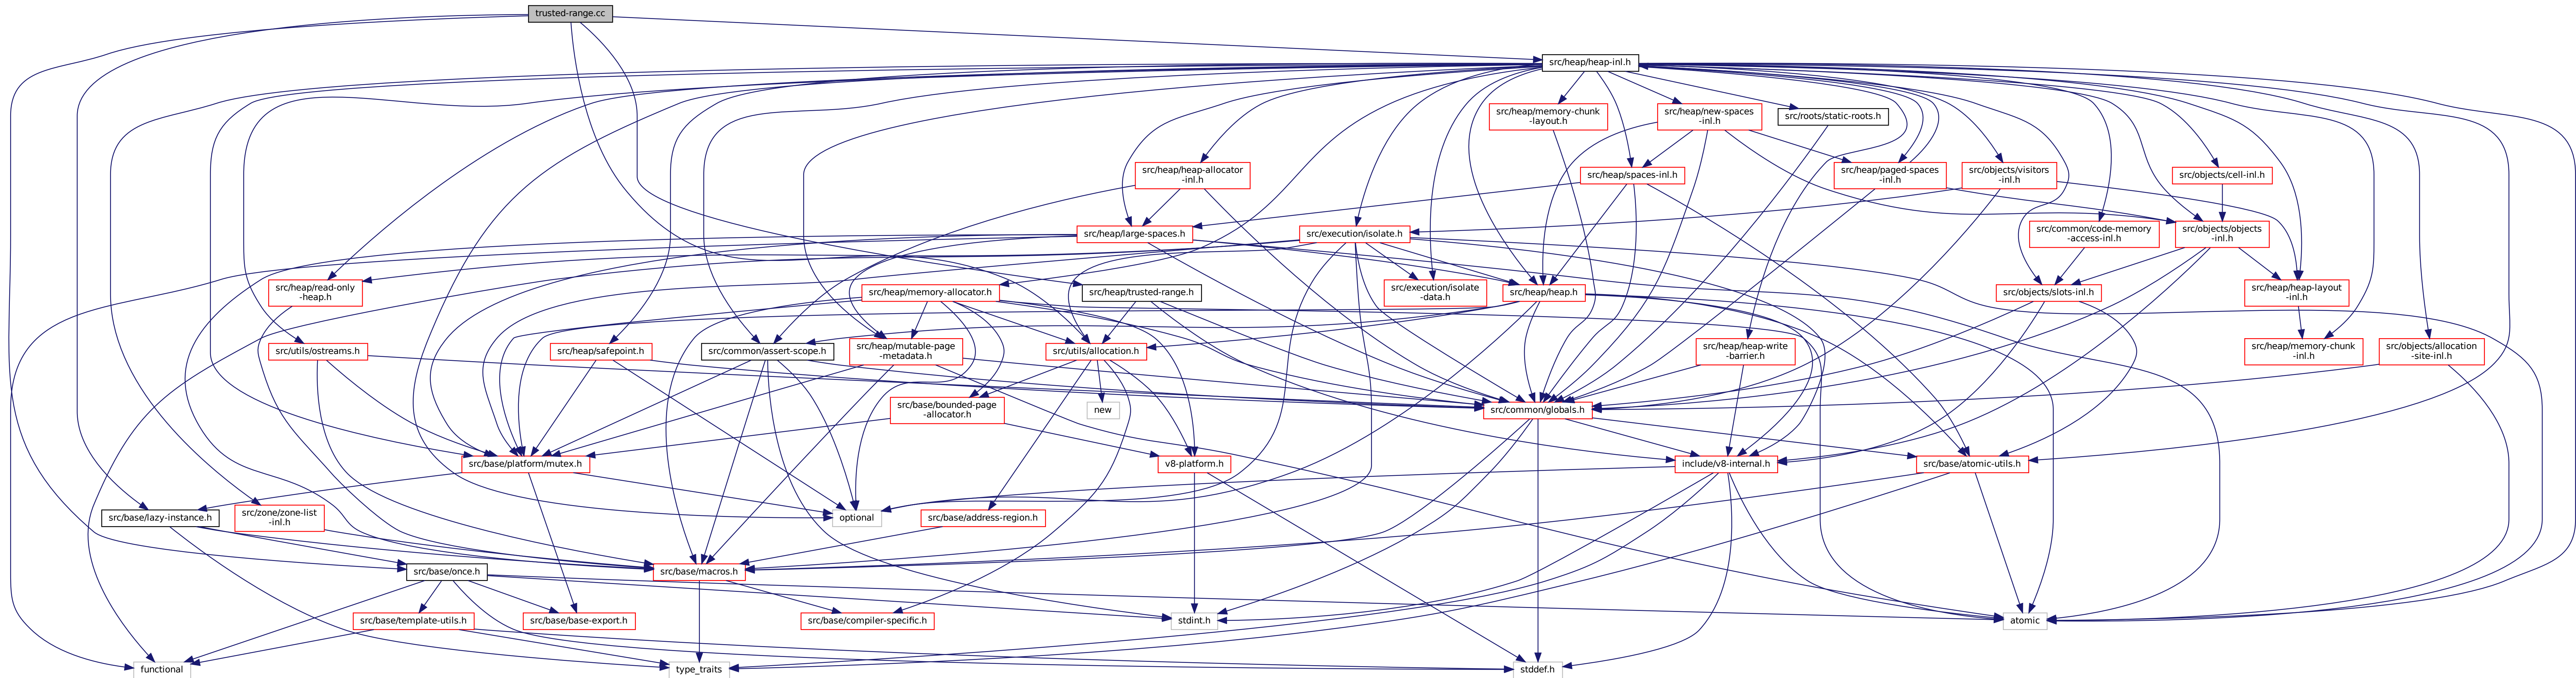 trusted-range.cc
src/heap/heap-inl.h
src/heap/memory-chunk
-layout.h
src/heap/new-spaces
-inl.h
src/roots/static-roots.h
src/heap/heap-allocator
-inl.h
src/heap/spaces-inl.h
src/heap/paged-spaces
-inl.h
src/objects/visitors
-inl.h
src/objects/cell-inl.h
src/heap/large-spaces.h
src/execution/isolate.h
src/common/code-memory
-access-inl.h
src/objects/objects
-inl.h
src/heap/read-only
-heap.h
src/heap/memory-allocator.h
src/heap/trusted-range.h
src/execution/isolate
-data.h
src/heap/heap.h
src/objects/slots-inl.h
src/heap/heap-layout
-inl.h
src/utils/ostreams.h
src/heap/safepoint.h
src/common/assert-scope.h
src/heap/mutable-page
-metadata.h
src/utils/allocation.h
src/heap/heap-write
-barrier.h
src/heap/memory-chunk
-inl.h
src/objects/allocation
-site-inl.h
src/base/bounded-page
-allocator.h
new
src/common/globals.h
src/base/platform/mutex.h
v8-platform.h
include/v8-internal.h
src/base/atomic-utils.h
src/base/lazy-instance.h
src/zone/zone-list
-inl.h
optional
src/base/address-region.h
src/base/once.h
src/base/macros.h
src/base/template-utils.h
src/base/base-export.h
src/base/compiler-specific.h
stdint.h
atomic
functional
type_traits
stddef.h